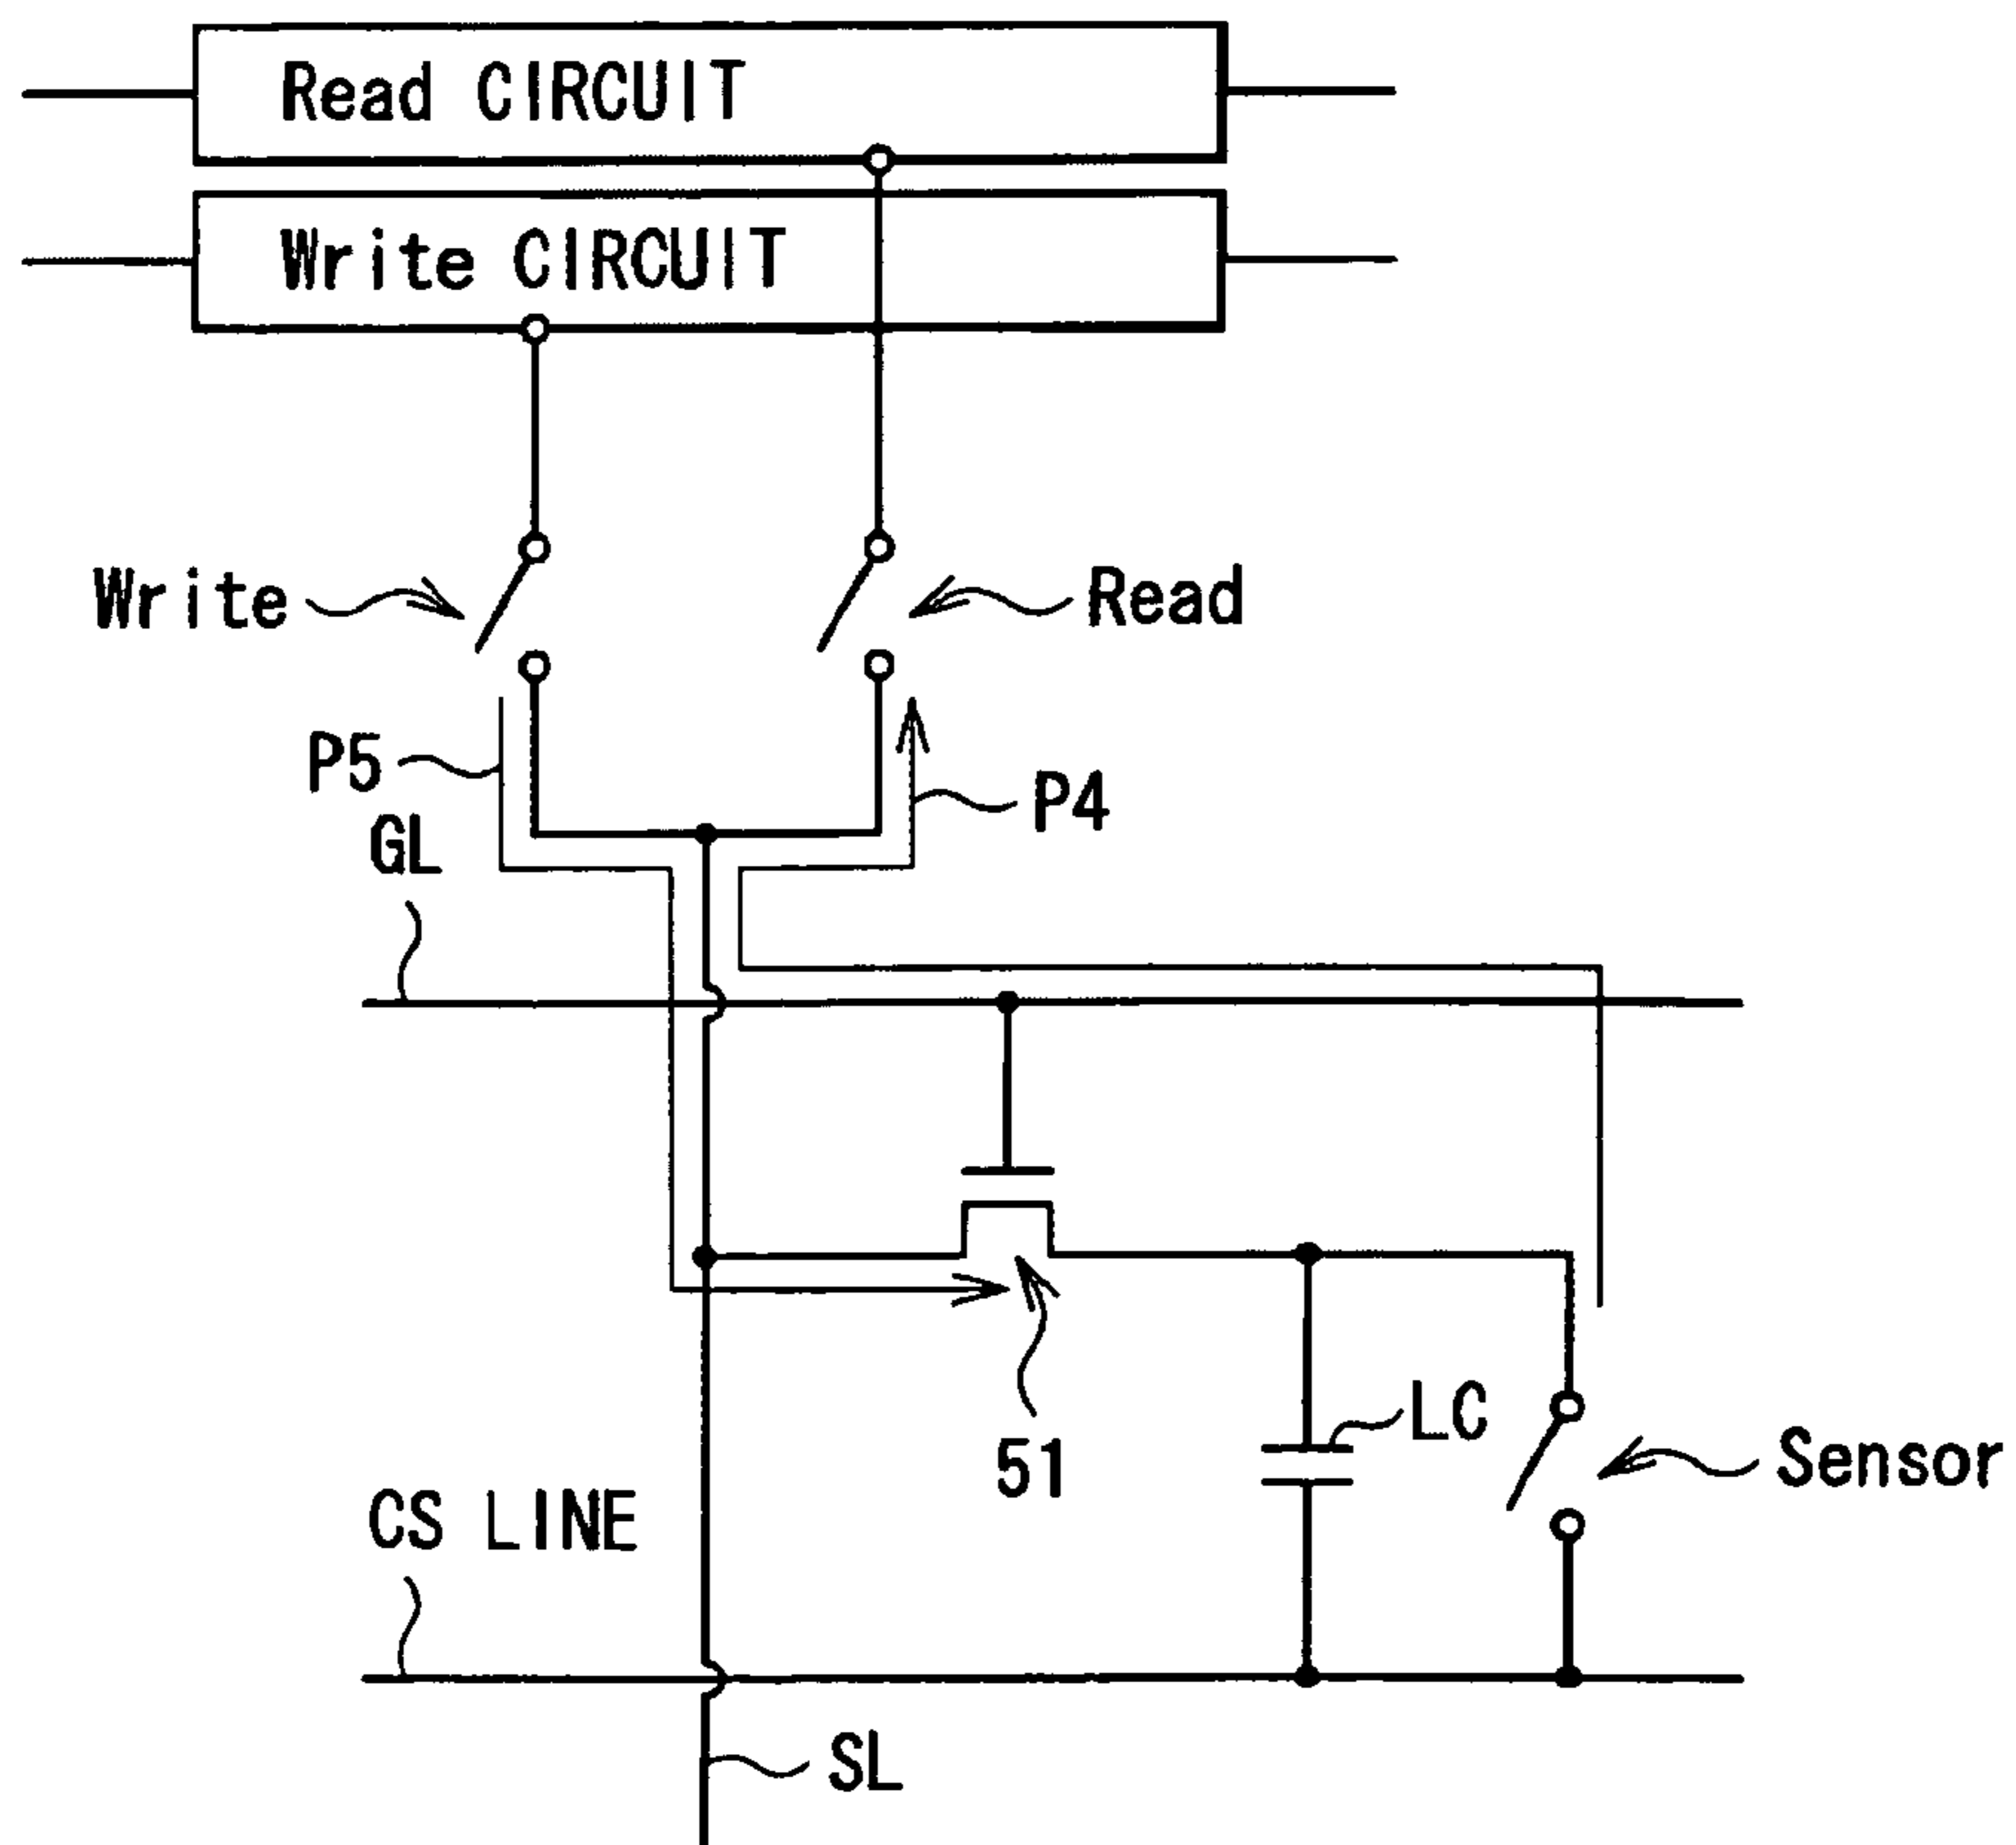 Read CIRCUIT
Write CIRCUIT
Write
Read
P5
P4
GL
51
LC
Sensor
CS LINE
SL